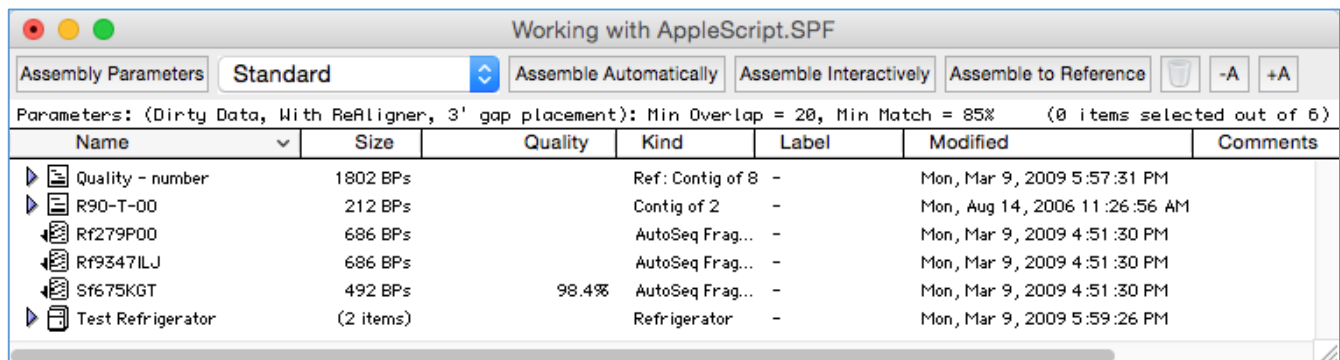 Working with AppleScript.SPF
Assembly Parameters Standard Assemble Automatically Assemble Interactively Assemble to Reference -A +A
Parameters: (Dirty Data, With ReAligner, 3' gap placement): Min Overlap = 20, Min Match = 85% (0 items selected out of 6)
Name Size Quality Kind Label Modified Comments
Quality - number 1802 BPs Ref: Contig of 8 - Mon, Mar 9, 2009 5:57:31 PM
R90-T-00 212 BPs Contig of 2 - Mon, Aug 14, 2006 11:26:56 AM
Rf279P00 686 BPs AutoSeq Frag... - Mon, Mar 9, 2009 4:51:30 PM
Rf9347ILJ 686 BPs AutoSeq Frag... - Mon, Mar 9, 2009 4:51:30 PM
Sf675KGT 492 BPs 98.4% AutoSeq Frag... - Mon, Mar 9, 2009 4:51:30 PM
Test Refrigerator (2 items) Refrigerator - Mon, Mar 9, 2009 5:59:26 PM